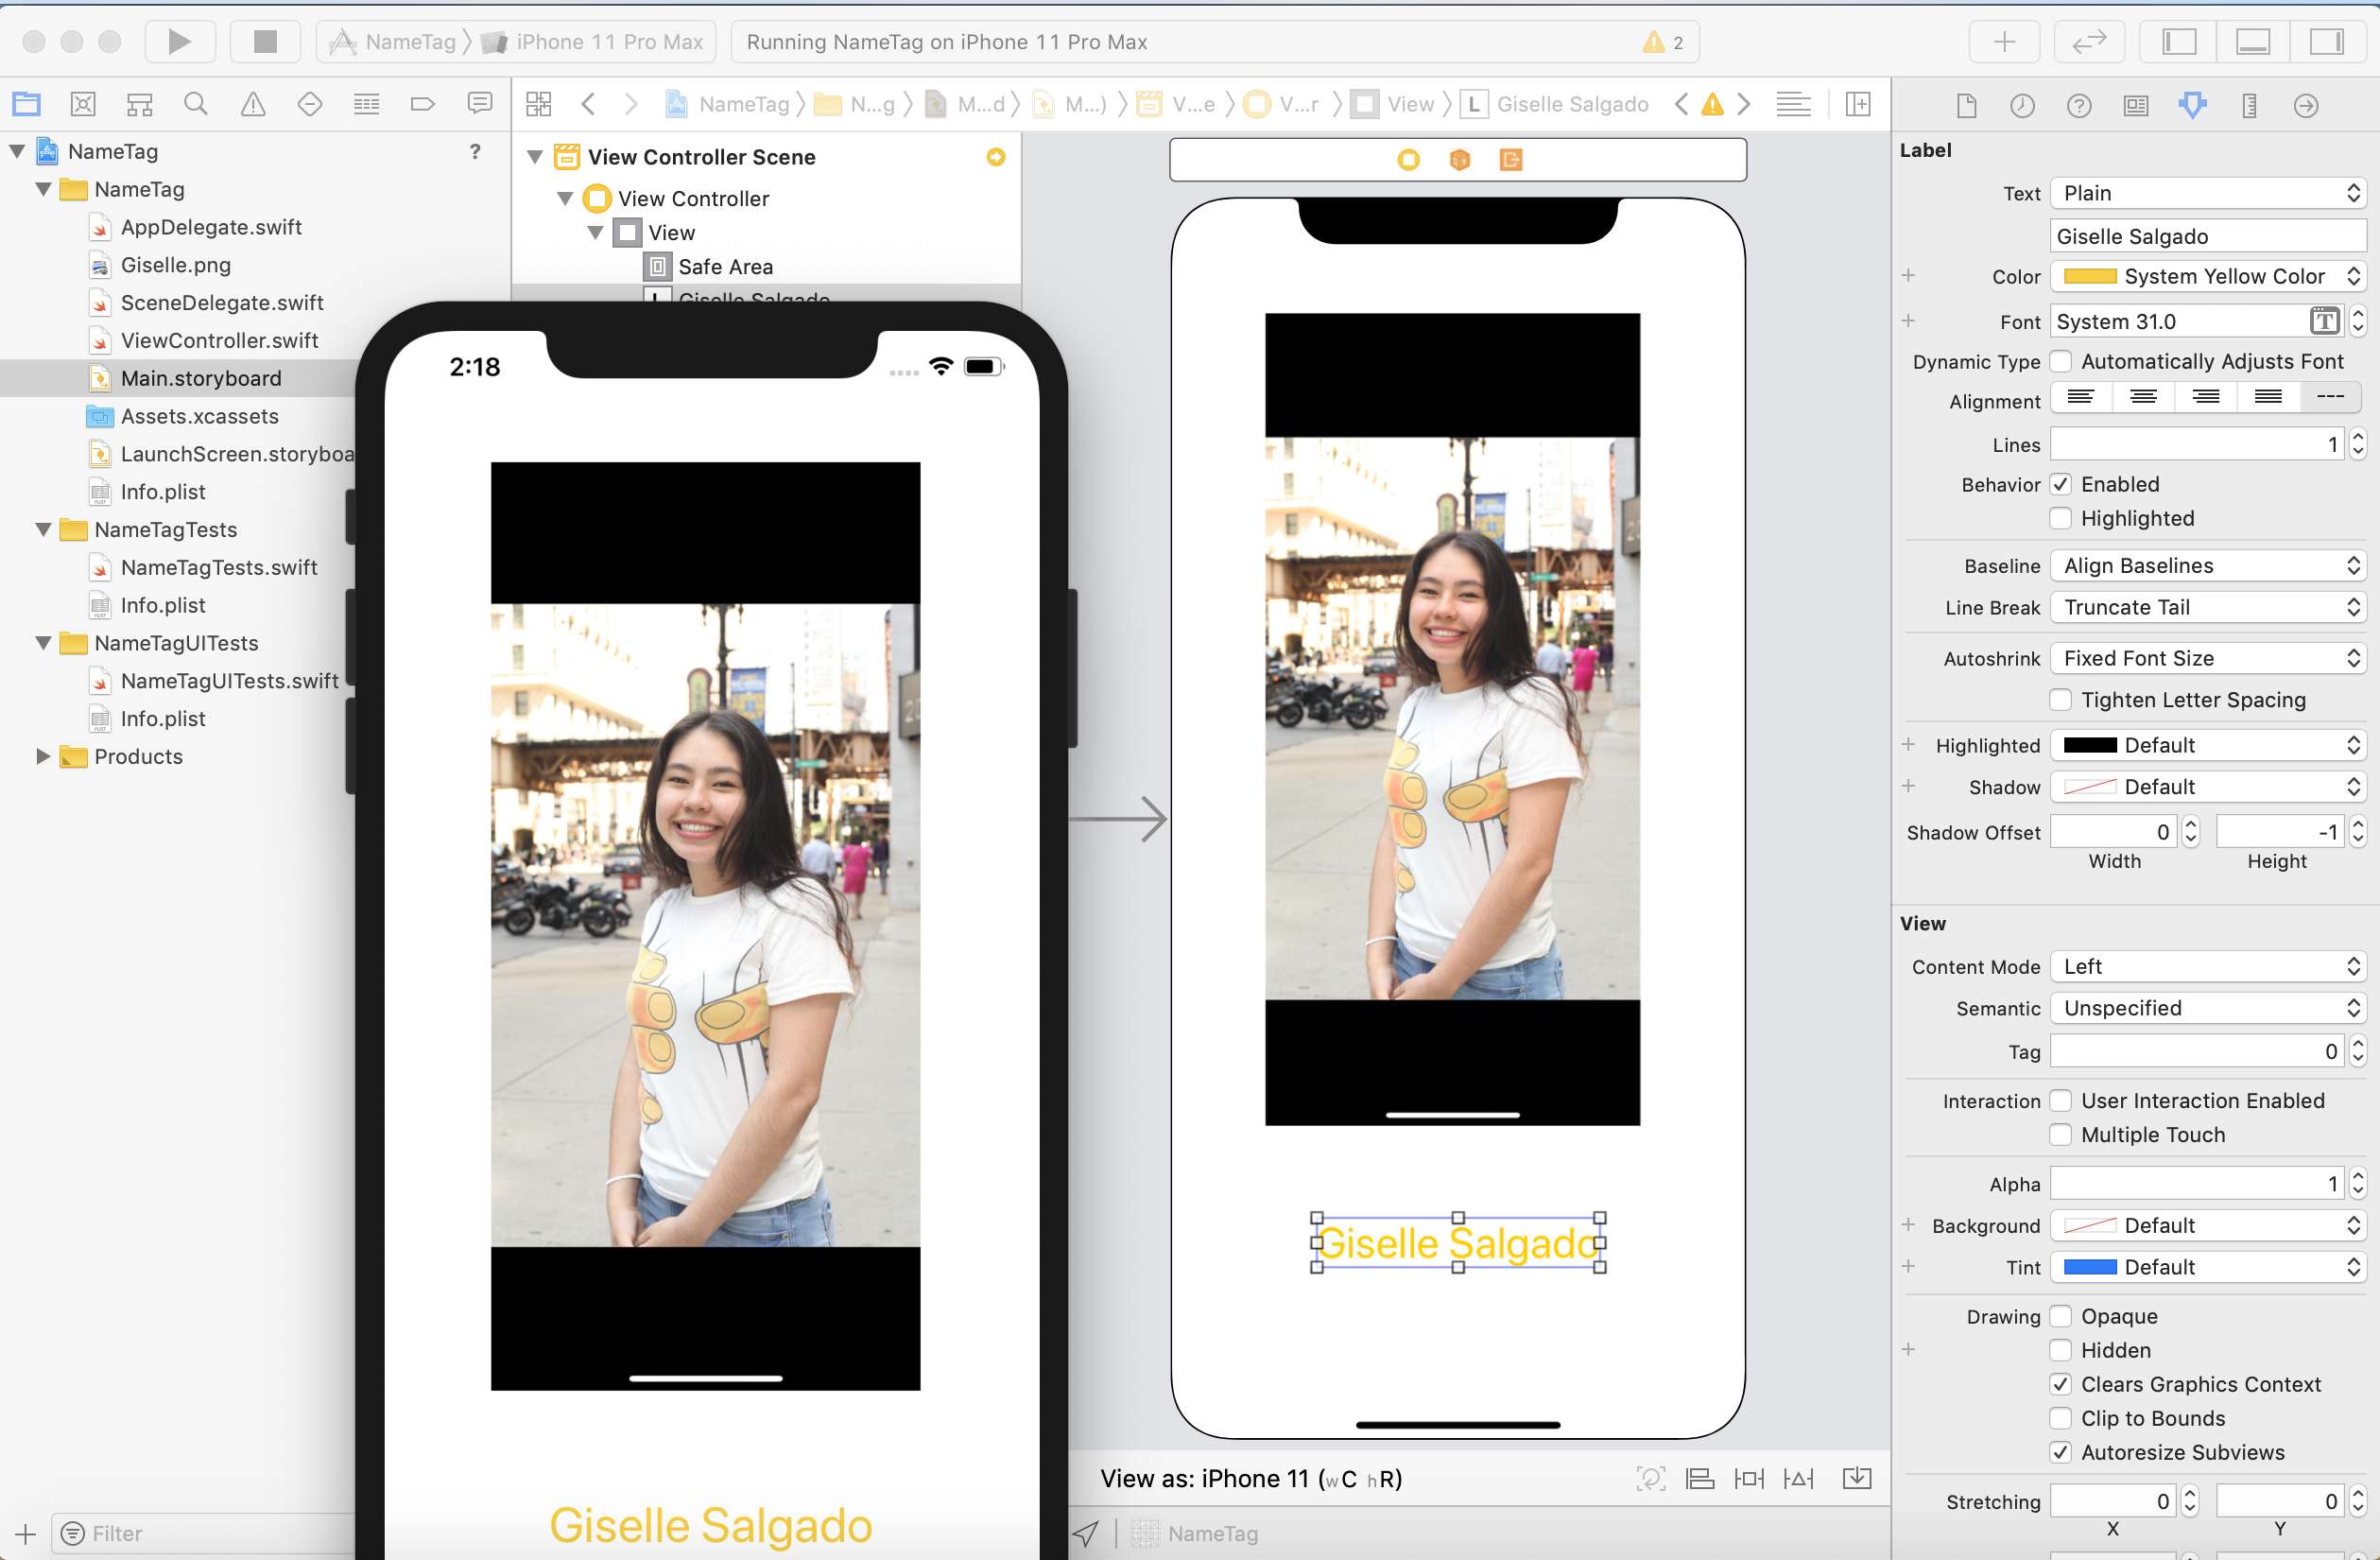 NameTag
iPhone 11 Pro Max
Running NameTag on iPhone 11 Pro Max
2
NameTag
N...g
M...d
M...)
V...e
V...r
View
L
Giselle Salgado
NameTag
?
NameTag
AppDelegate.swift
Giselle.png
SceneDelegate.swift
ViewController.swift
Main.storyboard
Assets.xcassets
LaunchScreen.storyboa
Info.plist
NameTagTests
NameTagTests.swift
Info.plist
NameTagUITests
NameTagUITests.swift
Info.plist
Products
Filter
View Controller Scene
View Controller
View
Safe Area
L Giselle Salgado
2:18
Giselle Salgado
Giselle Salgado
View as: iPhone 11 (wC hR)
NameTag
Label
Text Plain
Giselle Salgado
Color System Yellow Color
Font System 31.0 T
Dynamic Type Automatically Adjusts Font
Alignment ---
Lines 1
Behavior Enabled
Highlighted
Baseline Align Baselines
Line Break Truncate Tail
Autoshrink Fixed Font Size
Tighten Letter Spacing
Highlighted Default
Shadow Default
Shadow Offset 0 -1
Width Height
View
Content Mode Left
Semantic Unspecified
Tag 0
Interaction User Interaction Enabled
Multiple Touch
Alpha 1
Background Default
Tint Default
Drawing Opaque
Hidden
Clears Graphics Context
Clip to Bounds
Autoresize Subviews
Stretching 0 0
X Y